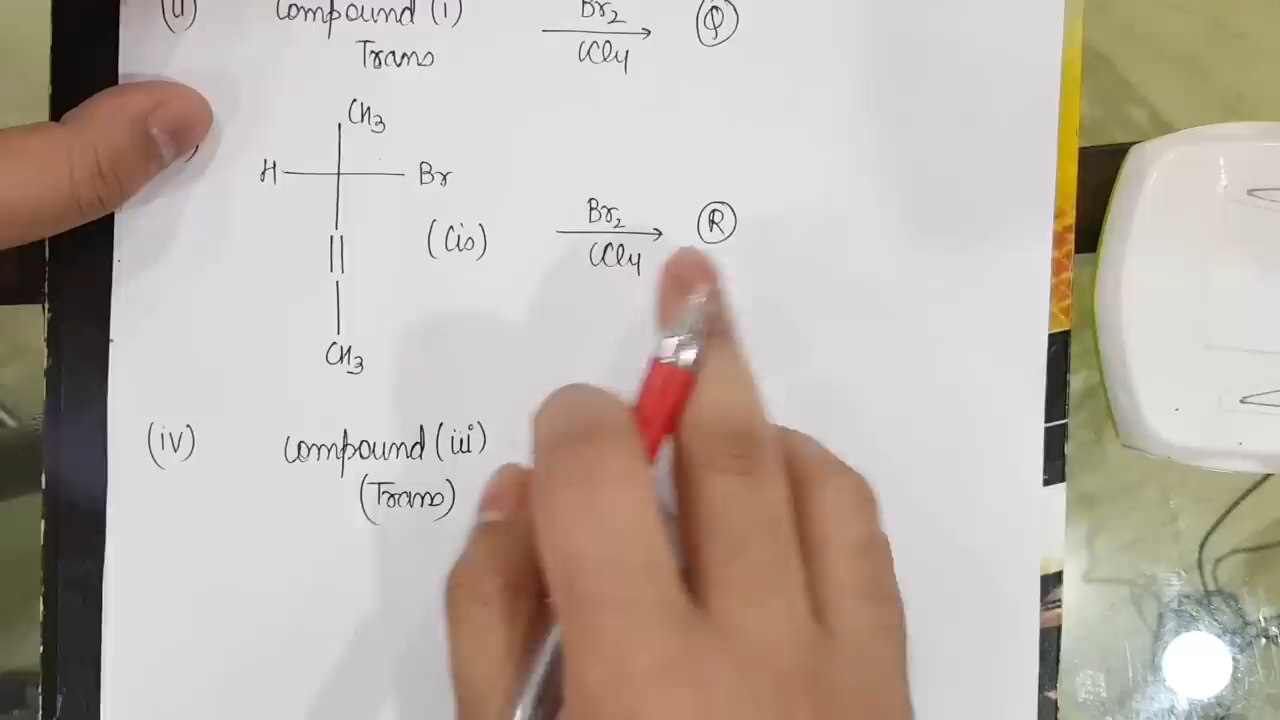 (ii) Compound (i) Br2 Q
Trans CCl4
CH3
H Br
(Cis) Br2 R
CCl4
CH3
(iv) Compound (iii)
(Trans)